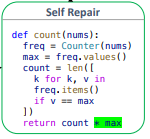 Self Repair
def count(nums):
freq = Counter(nums)
max = freq.values()
count = len([
k for k, v in
freq.items()
if v == max
])
return count * max